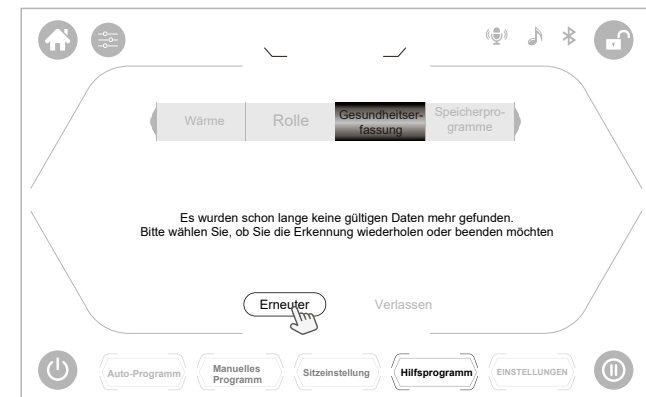 Wärme
Rolle
Gesundheitser-
fassung
Speicherpro-
gramme
Es wurden schon lange keine gültigen Daten mehr gefunden.
Bitte wählen Sie, ob Sie die Erkennung wiederholen oder beenden möchten
Erneuter
Verlassen
Auto-Programm
Manuelles
Programm
Sitzeinstellung
Hilfsprogramm
EINSTELLUNGEN